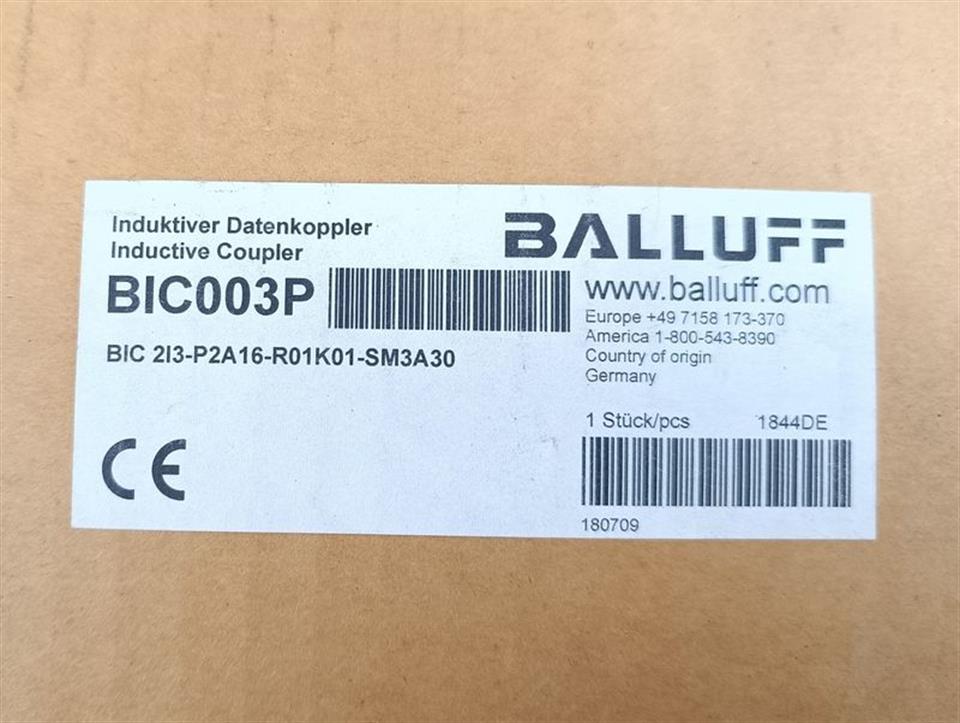 Induktiver Datenkoppler
Inductive Coupler
BIC003P
BIC 2I3-P2A16-R01K01-SM3A30
CE
BALLUFF
www.balluff.com
Europe +49 7158 173-370
America 1-800-543-8390
Country of origin
Germany
1 Stück/pcs 1844DE
180709